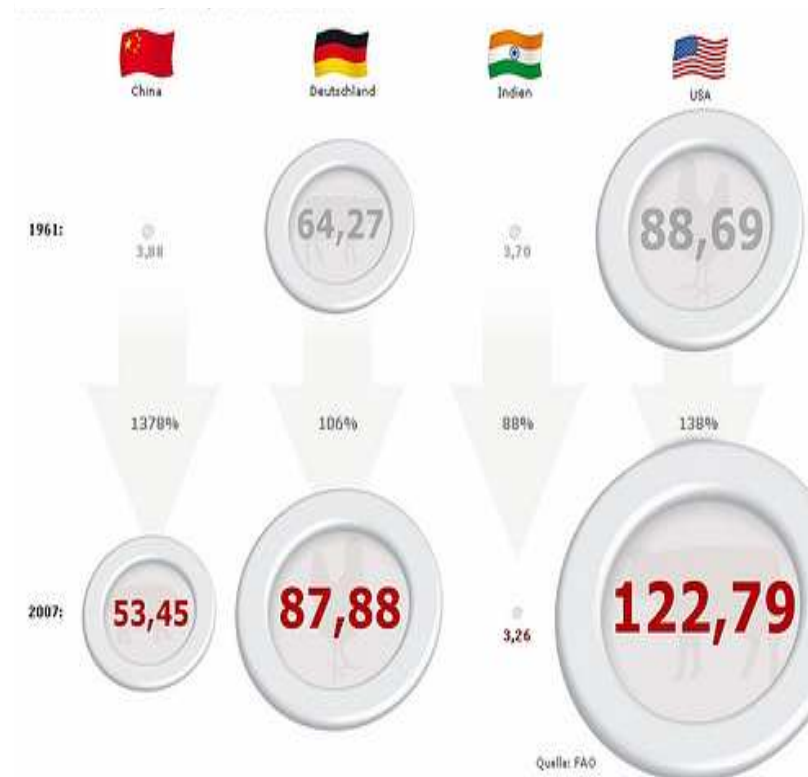 China Deutschland Indien USA
1961: 3,88 64,27 3,70 88,69
1378% 106% 88% 138%
2007: 53,45 87,88 3,26 122,79
Quelle: FAO